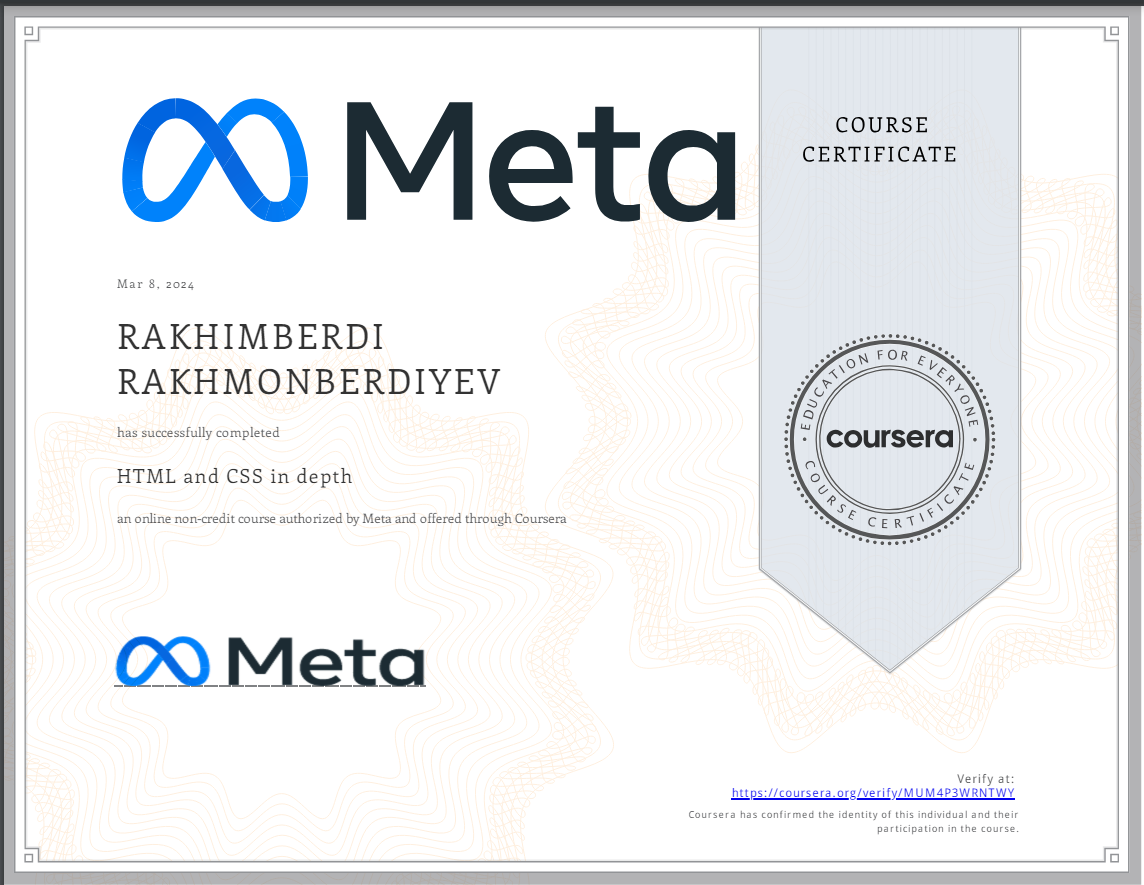 Meta
COURSE
CERTIFICATE
Mar 8, 2024
RAKHIMBERDI
RAKHMONBERDIYEV
has successfully completed
HTML and CSS in depth
an online non-credit course authorized by Meta and offered through Coursera
EDUCATION FOR EVERYONE
coursera
COURSE CERTIFICATE
Meta
Verify at:
https://coursera.org/verify/MUM4P3WRNTWY
Coursera has confirmed the identity of this individual and their
participation in the course.